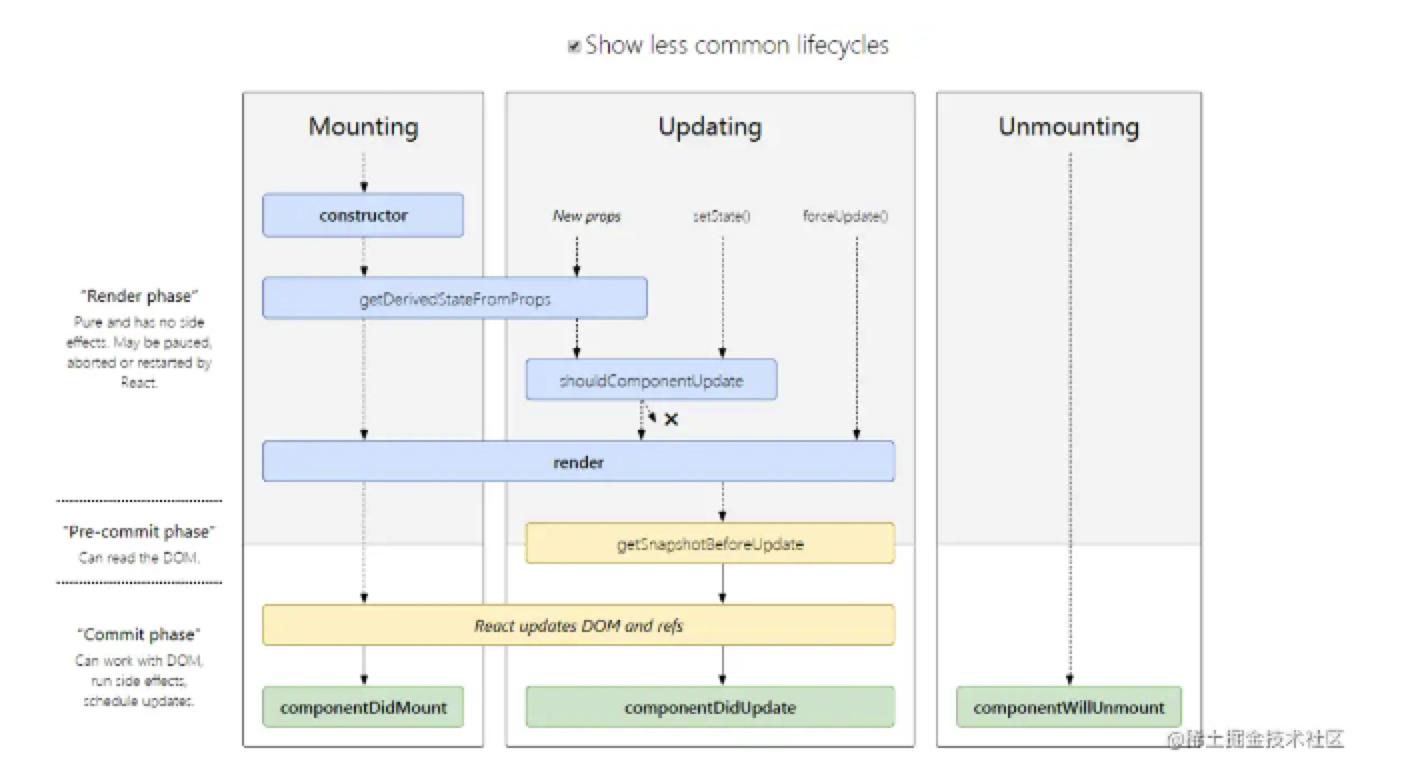 Show less common lifecycles
Mounting
Updating
Unmounting
constructor
New props
setState()
forceUpdate()
"Render phase"
Pure and has no side
effects. May be paused,
aborted or restarted by
React.
getDerivedStateFromProps
shouldComponentUpdate
render
"Pre-commit phase"
Can read the DOM.
getSnapshotBeforeUpdate
"Commit phase"
Can work with DOM,
run side effects,
schedule updates.
React updates DOM and refs
componentDidMount
componentDidUpdate
componentWillUnmount
@稀土掘金技术社区